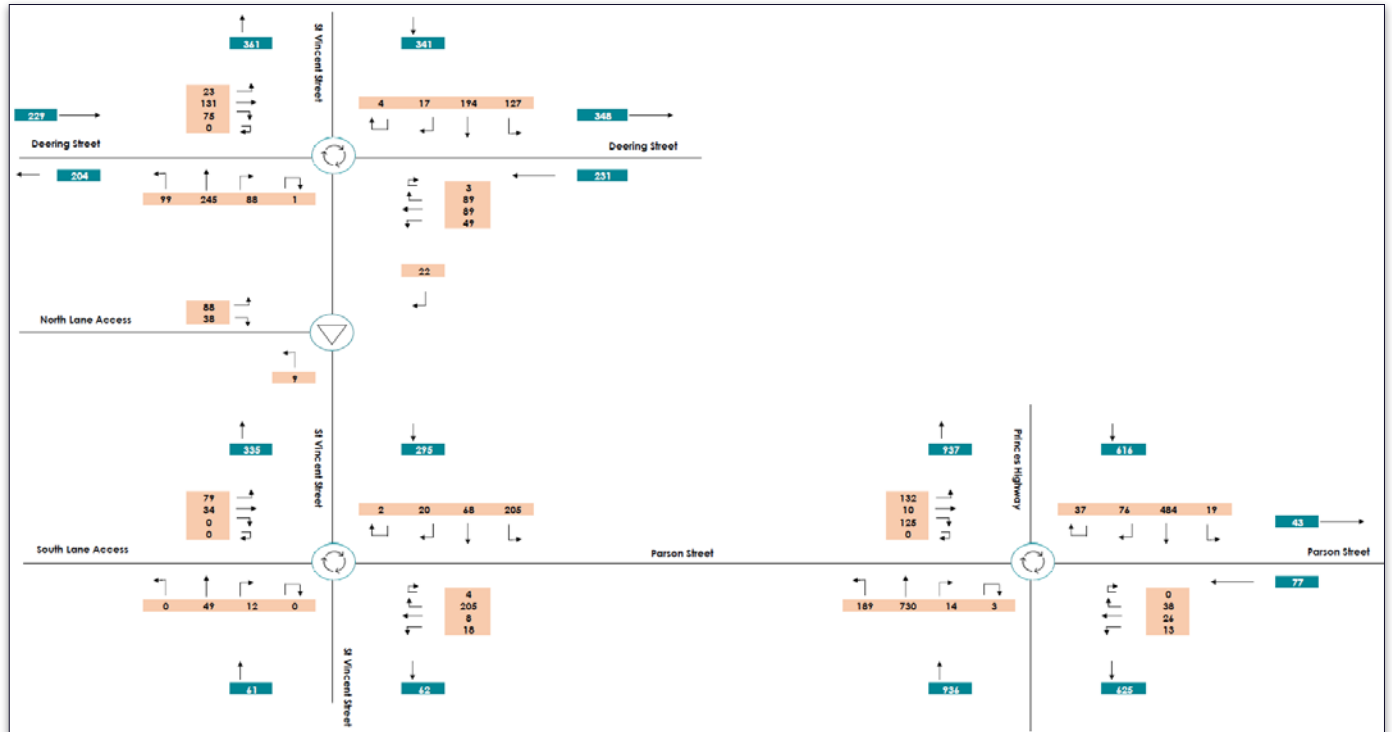 361
St Vincent Street
341
23
131
75
0
4 17 194 127
229
348
Deering Street
Deering Street
204
231
99 245 88 1
3
89
89
49
22
88
38
North Lane Access
9
335
St Vincent Street
295
937
Princes Highway
616
79
34
0
0
2 20 68 205
132
10
125
0
37 76 484 19
43
South Lane Access
Parson Street
Parson Street
77
0 49 12 0
4
205
8
18
189 730 14 3
0
38
26
13
61
St Vincent Street
62
936
625